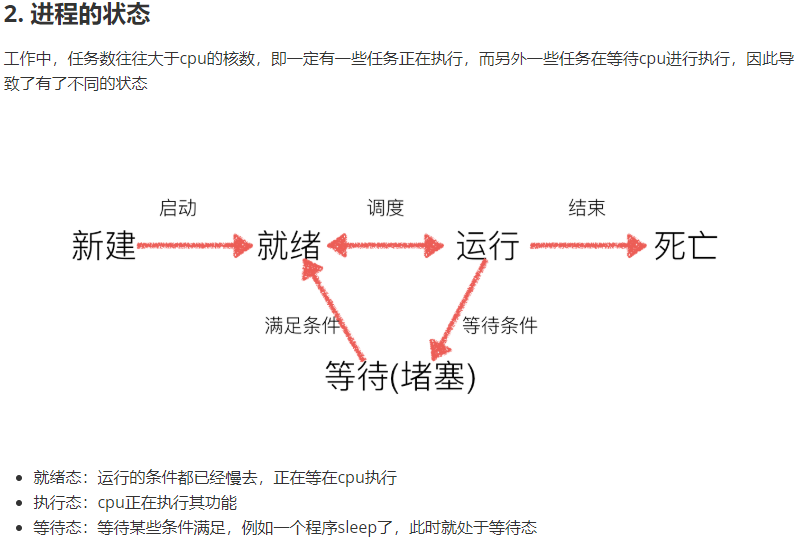 2. 进程的状态
工作中，任务数往往大于cpu的核数，即一定有一些任务正在执行，而另外一些任务在等待cpu进行执行，因此导
致了有了不同的状态
启动
调度
结束
新建
就绪
运行
死亡
满足条件
等待条件
等待(堵塞)
就绪态：运行的条件都已经慢去，正在等在cpu执行
执行态：cpu正在执行其功能
等待态：等待某些条件满足，例如一个程序sleep了，此时就处于等待态